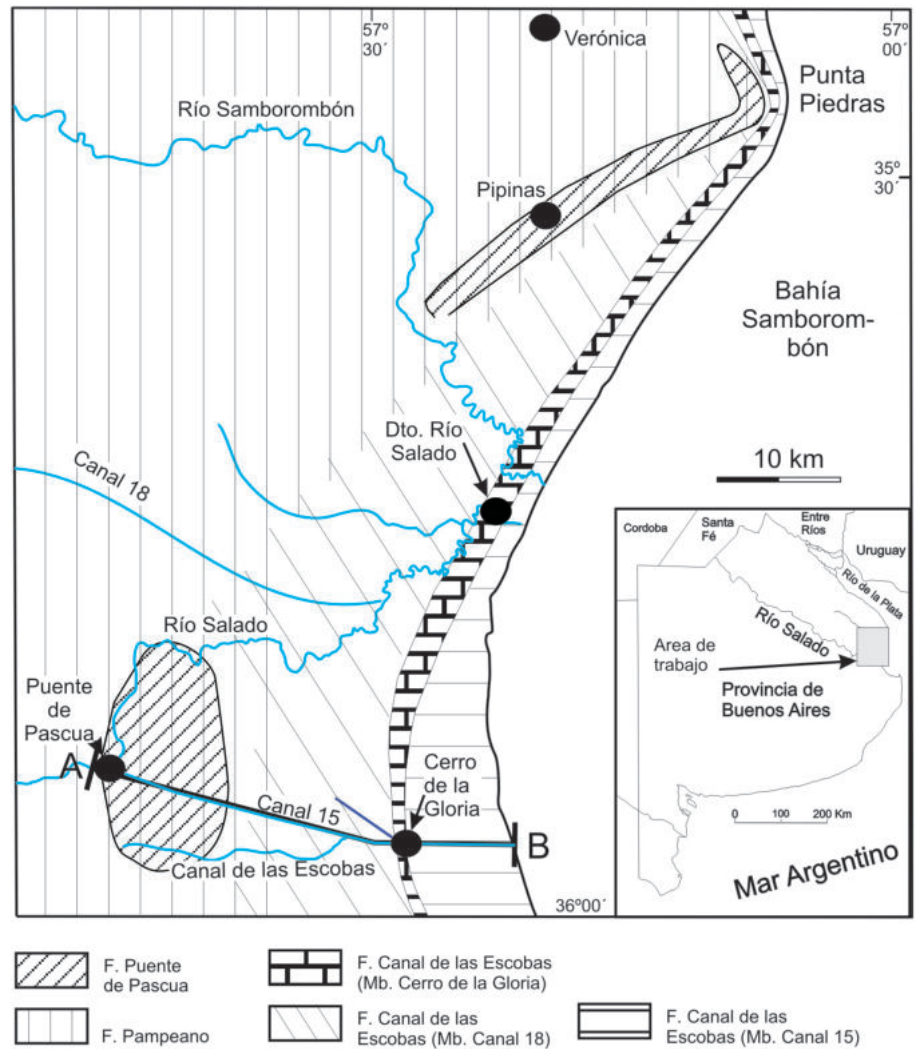 57º
30´
57º
00´
Verónica
Punta
Piedras
Río Samborombón
35º
30´
Pipinas
Bahía
Samborom-
bón
Dto. Río
Salado
10 km
Canal 18
Cordoba
Santa
Fé
Entre
Ríos
Uruguay
Río de la Plata
Río Salado
Area de
trabajo
Provincia de
Buenos Aires
0 100 200 Km
Mar Argentino
Río Salado
Puente
de
Pascua
A
Cerro
de la
Gloria
Canal 15
B
Canal de las Escobas
36º00´
F. Puente
de Pascua
F. Canal de las Escobas
(Mb. Cerro de la Gloria)
F. Pampeano
F. Canal de las
Escobas (Mb. Canal 18)
F. Canal de las
Escobas (Mb. Canal 15)